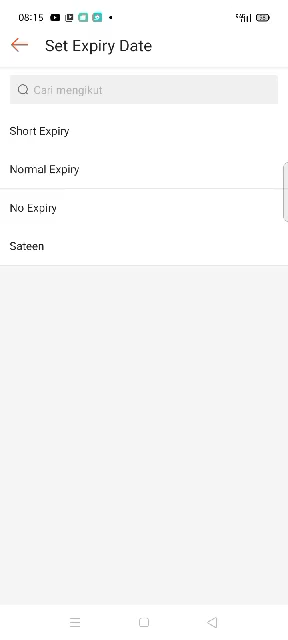 08:15
Set Expiry Date
Cari mengikut
Short Expiry
Normal Expiry
No Expiry
Sateen